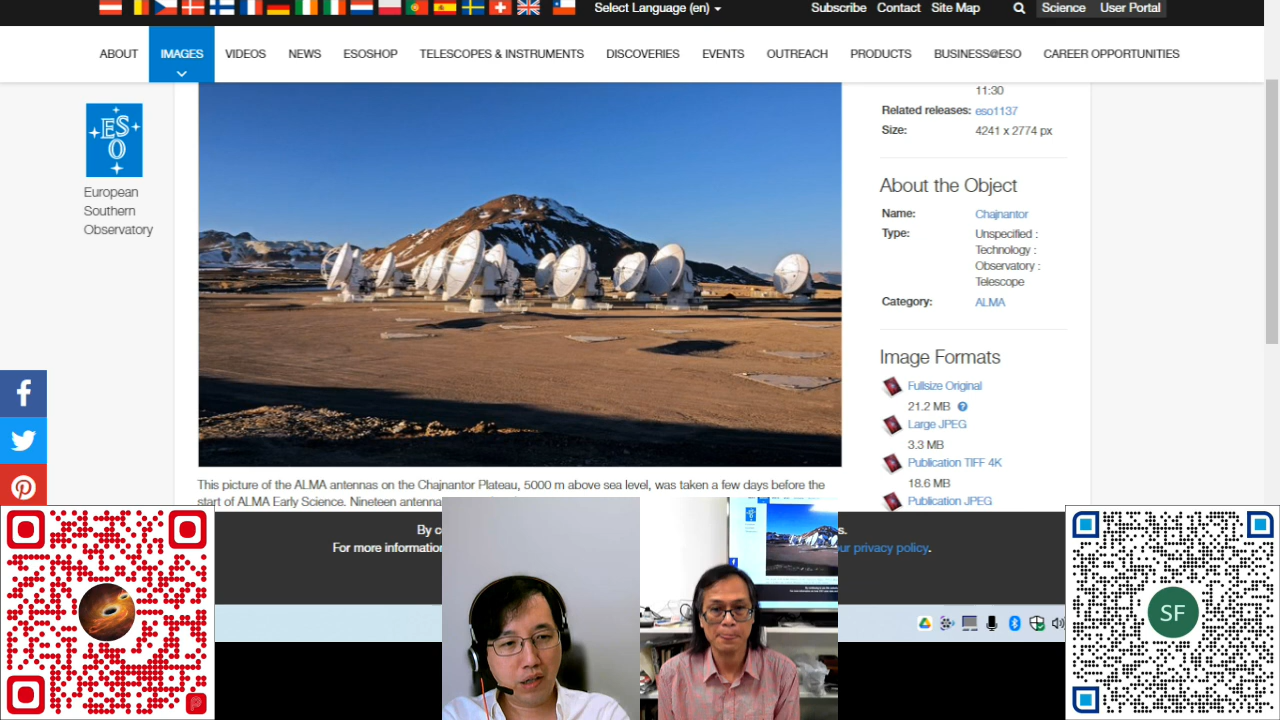 Select Language (en)
Subscribe Contact Site Map Science User Portal
ABOUT IMAGES VIDEOS NEWS ESOSHOP TELESCOPES & INSTRUMENTS DISCOVERIES EVENTS OUTREACH PRODUCTS BUSINESS@ESO CAREER OPPORTUNITIES
ESO
European
Southern
Observatory
11:30
Related releases: eso1137
Size: 4241 x 2774 px
About the Object
Name: Chajnantor
Type: Unspecified :
Technology :
Observatory :
Telescope
Category: ALMA
Image Formats
Fullsize Original
21.2 MB
Large JPEG
3.3 MB
Publication TIFF 4K
18.6 MB
Publication JPEG
This picture of the ALMA antennas on the Chajnantor Plateau, 5000 m above sea level, was taken a few days before the
start of ALMA Early Science. Nineteen antenna
By c
s.
For more information
ur privacy policy.
SF